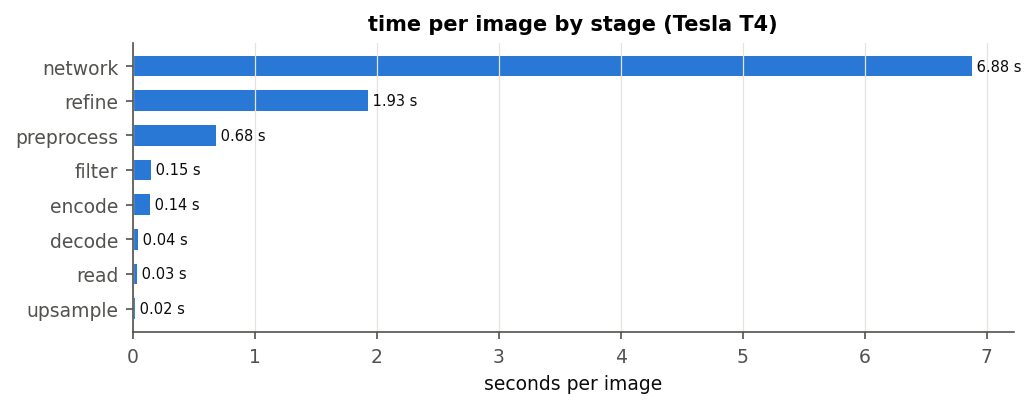 time per image by stage (Tesla T4)
network 6.88 s
refine 1.93 s
preprocess 0.68 s
filter 0.15 s
encode 0.14 s
decode 0.04 s
read 0.03 s
upsample 0.02 s
0 1 2 3 4 5 6 7
seconds per image